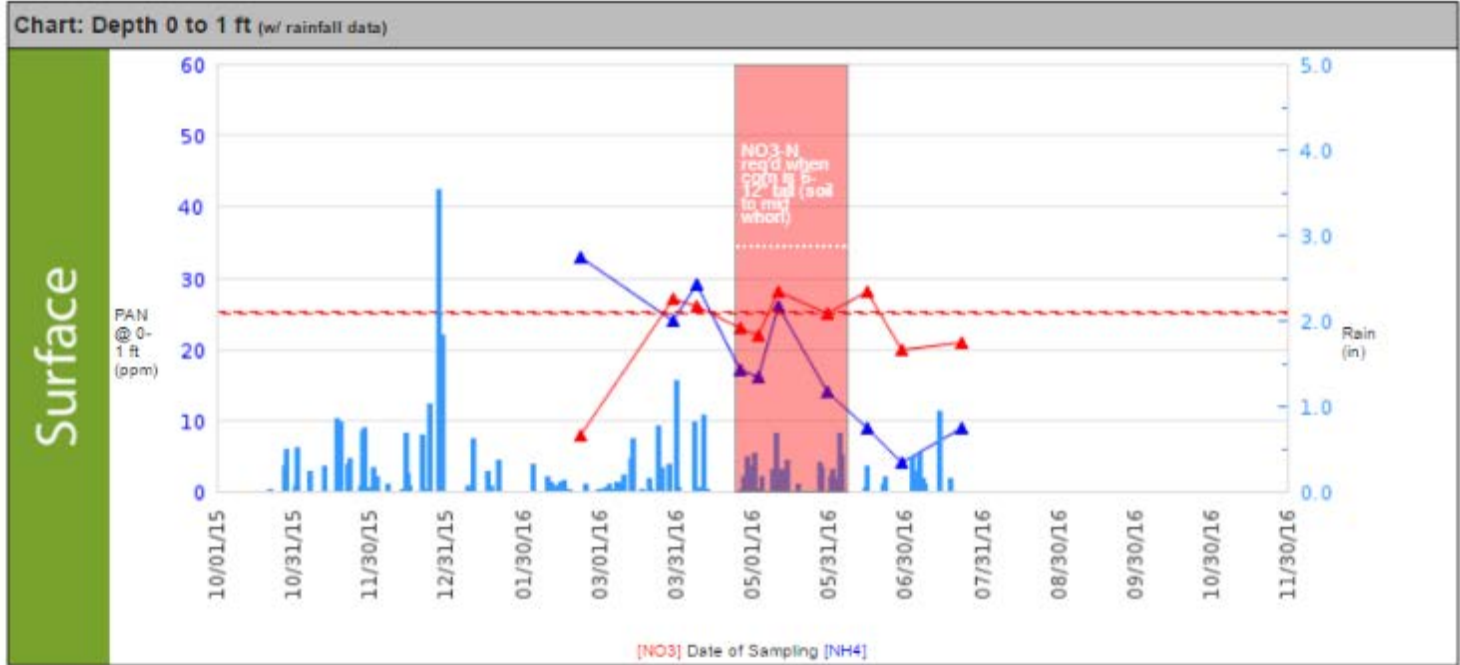 Chart: Depth 0 to 1 ft (w/ rainfall data)
Surface
PAN
@ 0-
1 ft
(ppm)
60
50
40
30
20
10
0
NO3-N
req'd when
corn is 6-
12" tall (soil
to mid
whorl)
5.0
4.0
3.0
2.0
1.0
0.0
Rain
(in)
10/01/15
10/31/15
11/30/15
12/31/15
01/30/16
03/01/16
03/31/16
05/01/16
05/31/16
06/30/16
07/31/16
08/30/16
09/30/16
10/30/16
11/30/16
[NO3] Date of Sampling [NH4]